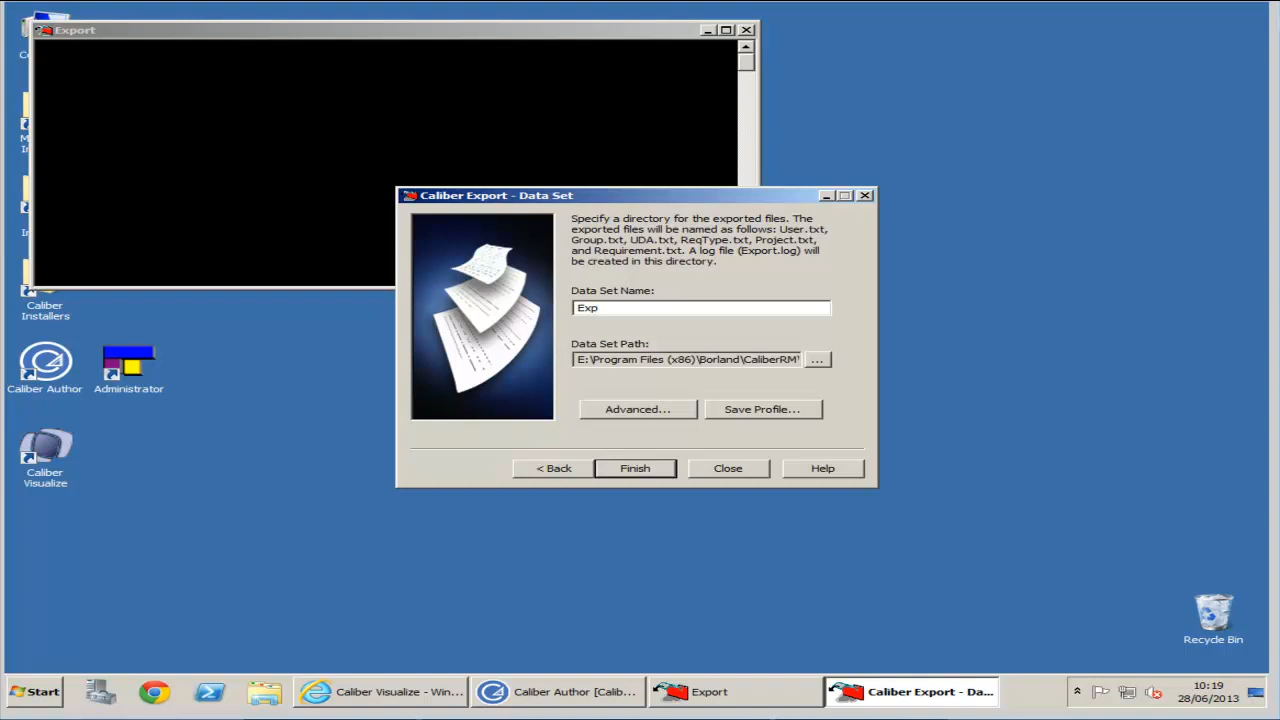 Export
Caliber Export - Data Set
Specify a directory for the exported files. The
exported files will be named as follows: User.txt,
Group.txt, UDA.txt, ReqType.txt, Project.txt,
and Requirement.txt. A log file (Export.log) will
be created in this directory.
Data Set Name:
Exp
Data Set Path:
E:\Program Files (x86)\Borland\CaliberRM\
...
Advanced...
Save Profile...
< Back
Finish
Close
Help
Caliber
Installers
Caliber Author
Administrator
Caliber
Visualize
Recycle Bin
Start
Caliber Visualize - Win...
Caliber Author [Calib...
Export
Caliber Export - Da...
10:19
28/06/2013